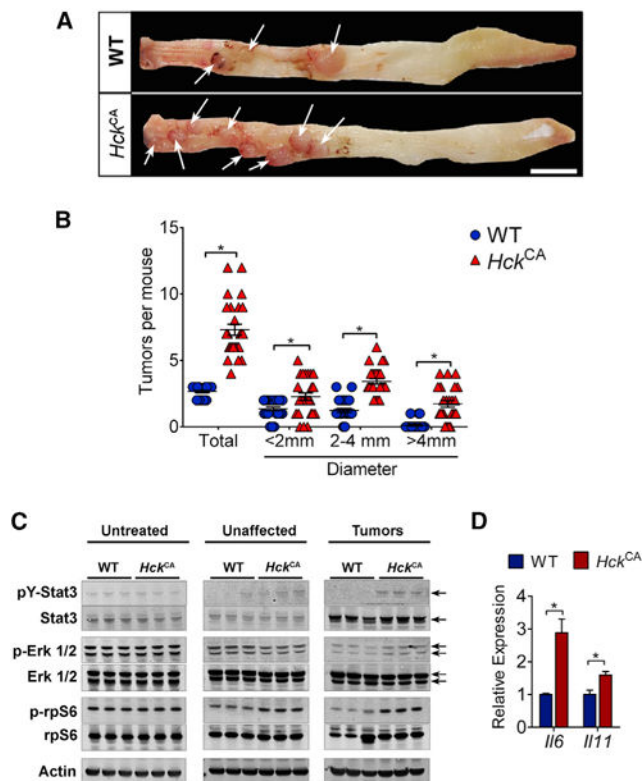 A
WT
Hck^CA
B
WT
Hck^CA
Tumors per mouse
15
10
5
0
*
*
*
*
Total
<2mm
2-4 mm
>4mm
Diameter
C
Untreated
Unaffected
Tumors
WT
Hck^CA
WT
Hck^CA
WT
Hck^CA
pY-Stat3
Stat3
p-Erk 1/2
Erk 1/2
p-rpS6
rpS6
Actin
D
WT
Hck^CA
Relative Expression
4
3
2
1
0
*
*
Il6
Il11